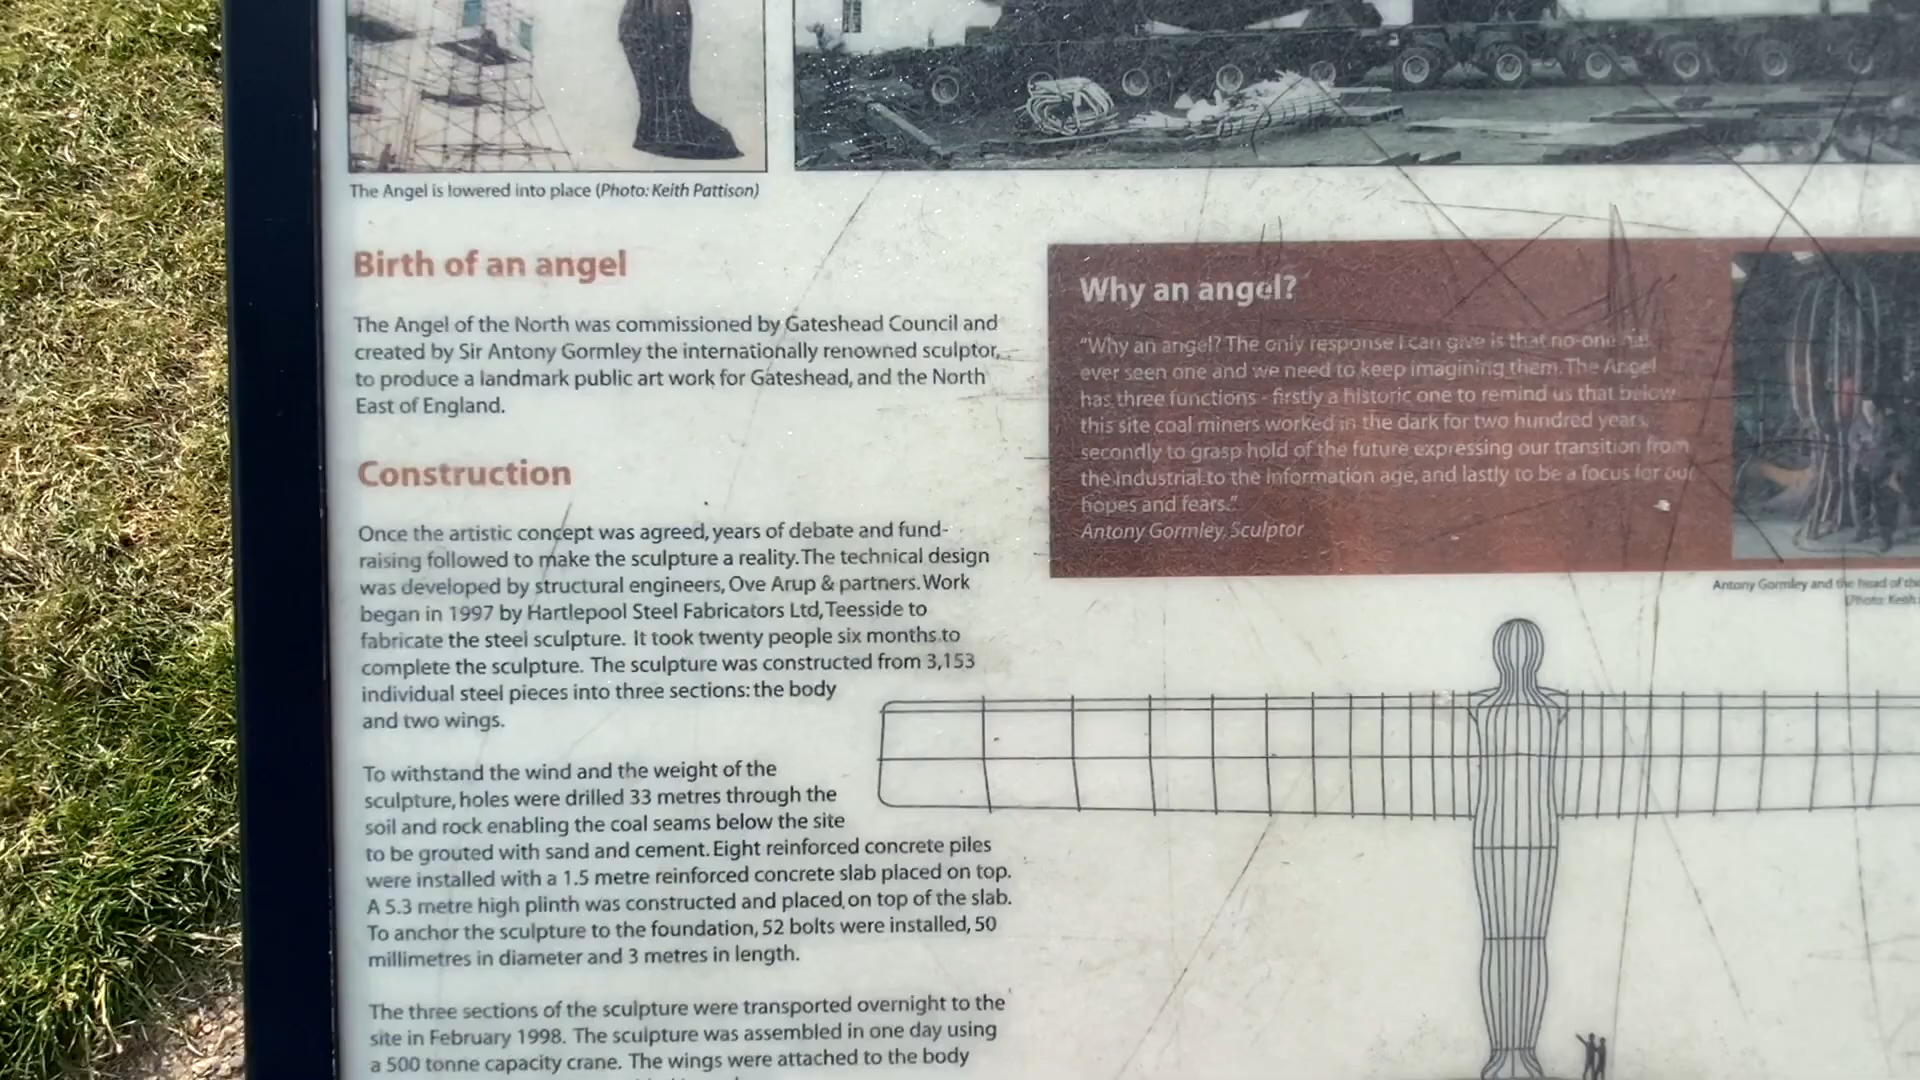 The Angel is lowered into place (Photo: Keith Pattison)
Birth of an angel
The Angel of the North was commissioned by Gateshead Council and
created by Sir Antony Gormley the internationally renowned sculptor,
to produce a landmark public art work for Gateshead, and the North
East of England.
Construction
Once the artistic concept was agreed, years of debate and fund-
raising followed to make the sculpture a reality. The technical design
was developed by structural engineers, Ove Arup & partners. Work
began in 1997 by Hartlepool Steel Fabricators Ltd, Teesside to
fabricate the steel sculpture. It took twenty people six months to
complete the sculpture. The sculpture was constructed from 3,153
individual steel pieces into three sections: the body
and two wings.
To withstand the wind and the weight of the
sculpture, holes were drilled 33 metres through the
soil and rock enabling the coal seams below the site
to be grouted with sand and cement. Eight reinforced concrete piles
were installed with a 1.5 metre reinforced concrete slab placed on top.
A 5.3 metre high plinth was constructed and placed on top of the slab.
To anchor the sculpture to the foundation, 52 bolts were installed, 50
millimetres in diameter and 3 metres in length.
The three sections of the sculpture were transported overnight to the
site in February 1998. The sculpture was assembled in one day using
a 500 tonne capacity crane. The wings were attached to the body
Why an angel?
"Why an angel? The only response I can give is that no-one has
ever seen one and we need to keep imagining them. The Angel
has three functions - firstly a historic one to remind us that below
this site coal miners worked in the dark for two hundred years,
secondly to grasp hold of the future expressing our transition from
the industrial to the information age, and lastly to be a focus for our
hopes and fears."
Antony Gormley, Sculptor
Antony Gormley and the head of the
(Photo: Keith